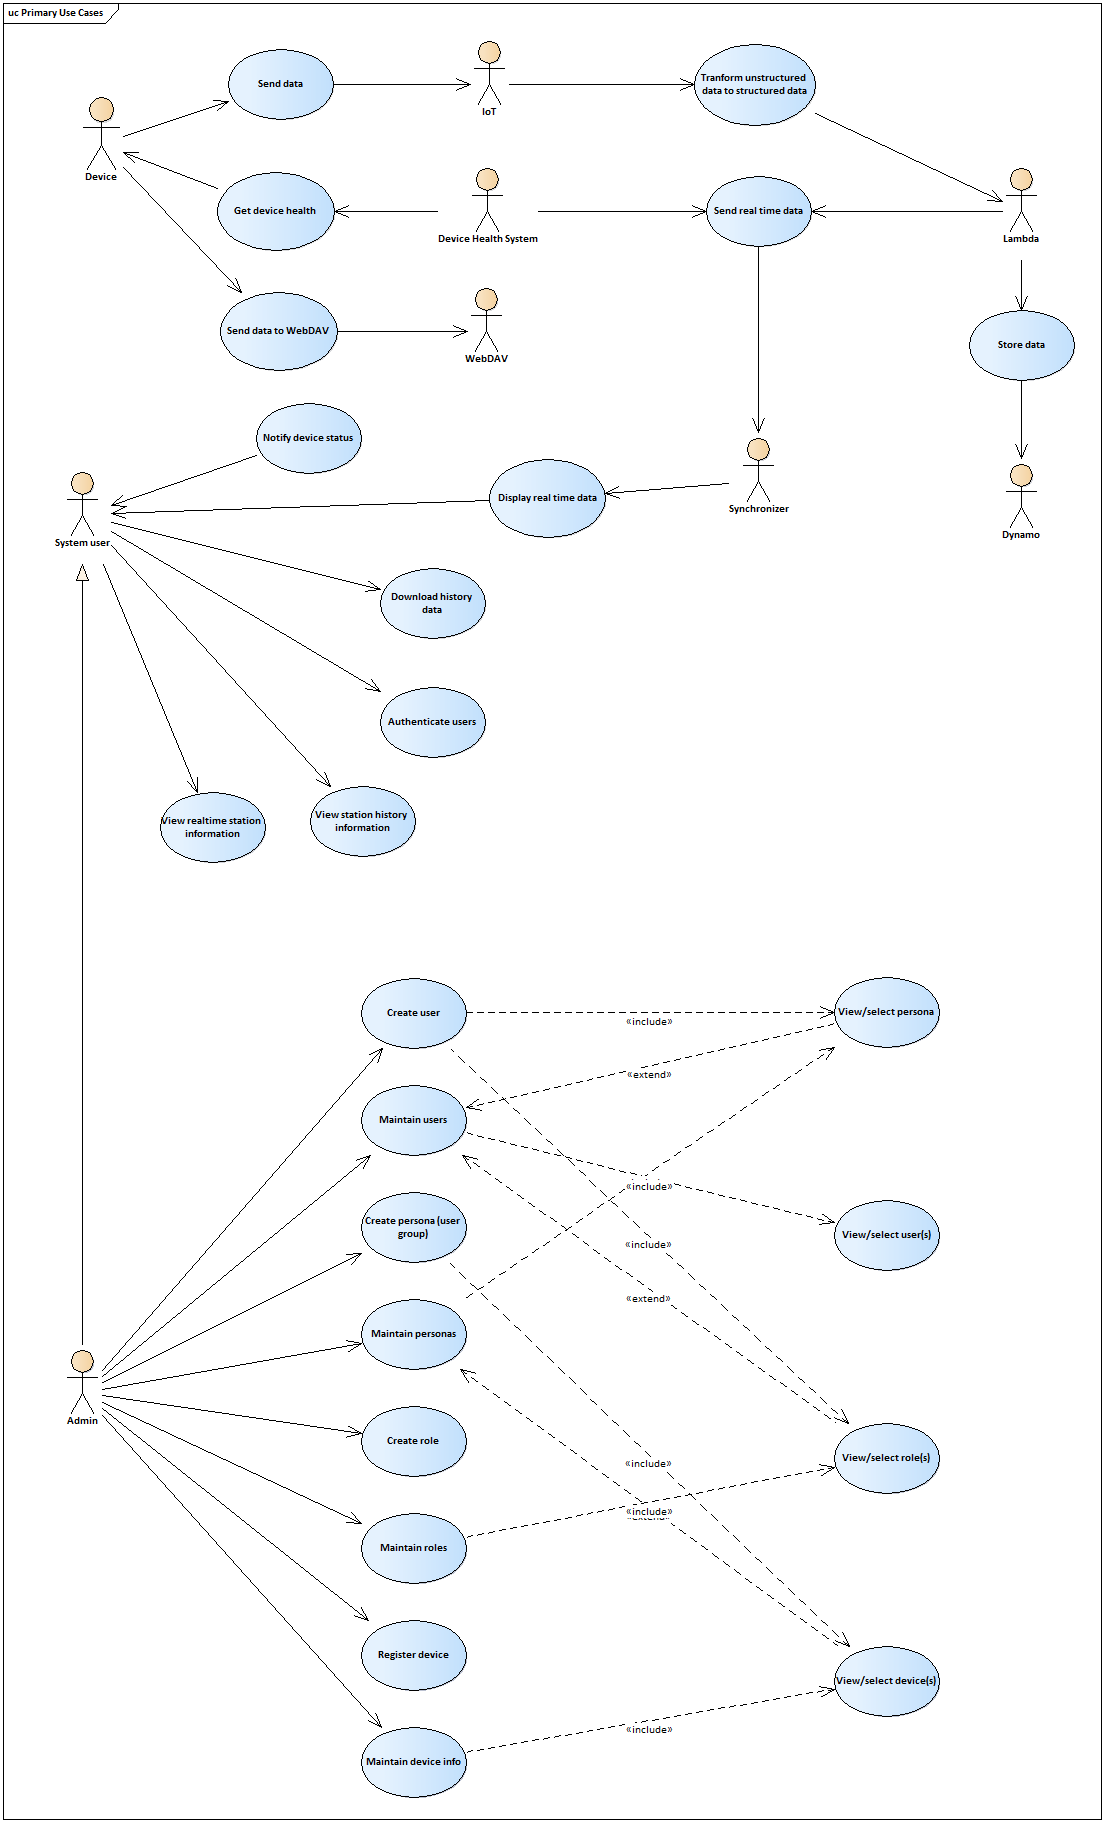 uc Primary Use Cases
Send data
IoT
Tranform unstructured
data to structured data
Device
Get device health
Device Health System
Send real time data
Lambda
Send data to WebDAV
WebDAV
Store data
Notify device status
System user
Display real time data
Synchronizer
Dynamo
Download history
data
Authenticate users
View realtime station
information
View station history
information
Create user
«include»
View/select persona
«extend»
Maintain users
«include»
Create persona (user
group)
«include»
View/select user(s)
«extend»
Maintain personas
Admin
Create role
«include»
View/select role(s)
«include»
«extend»
Maintain roles
Register device
View/select device(s)
«include»
Maintain device info